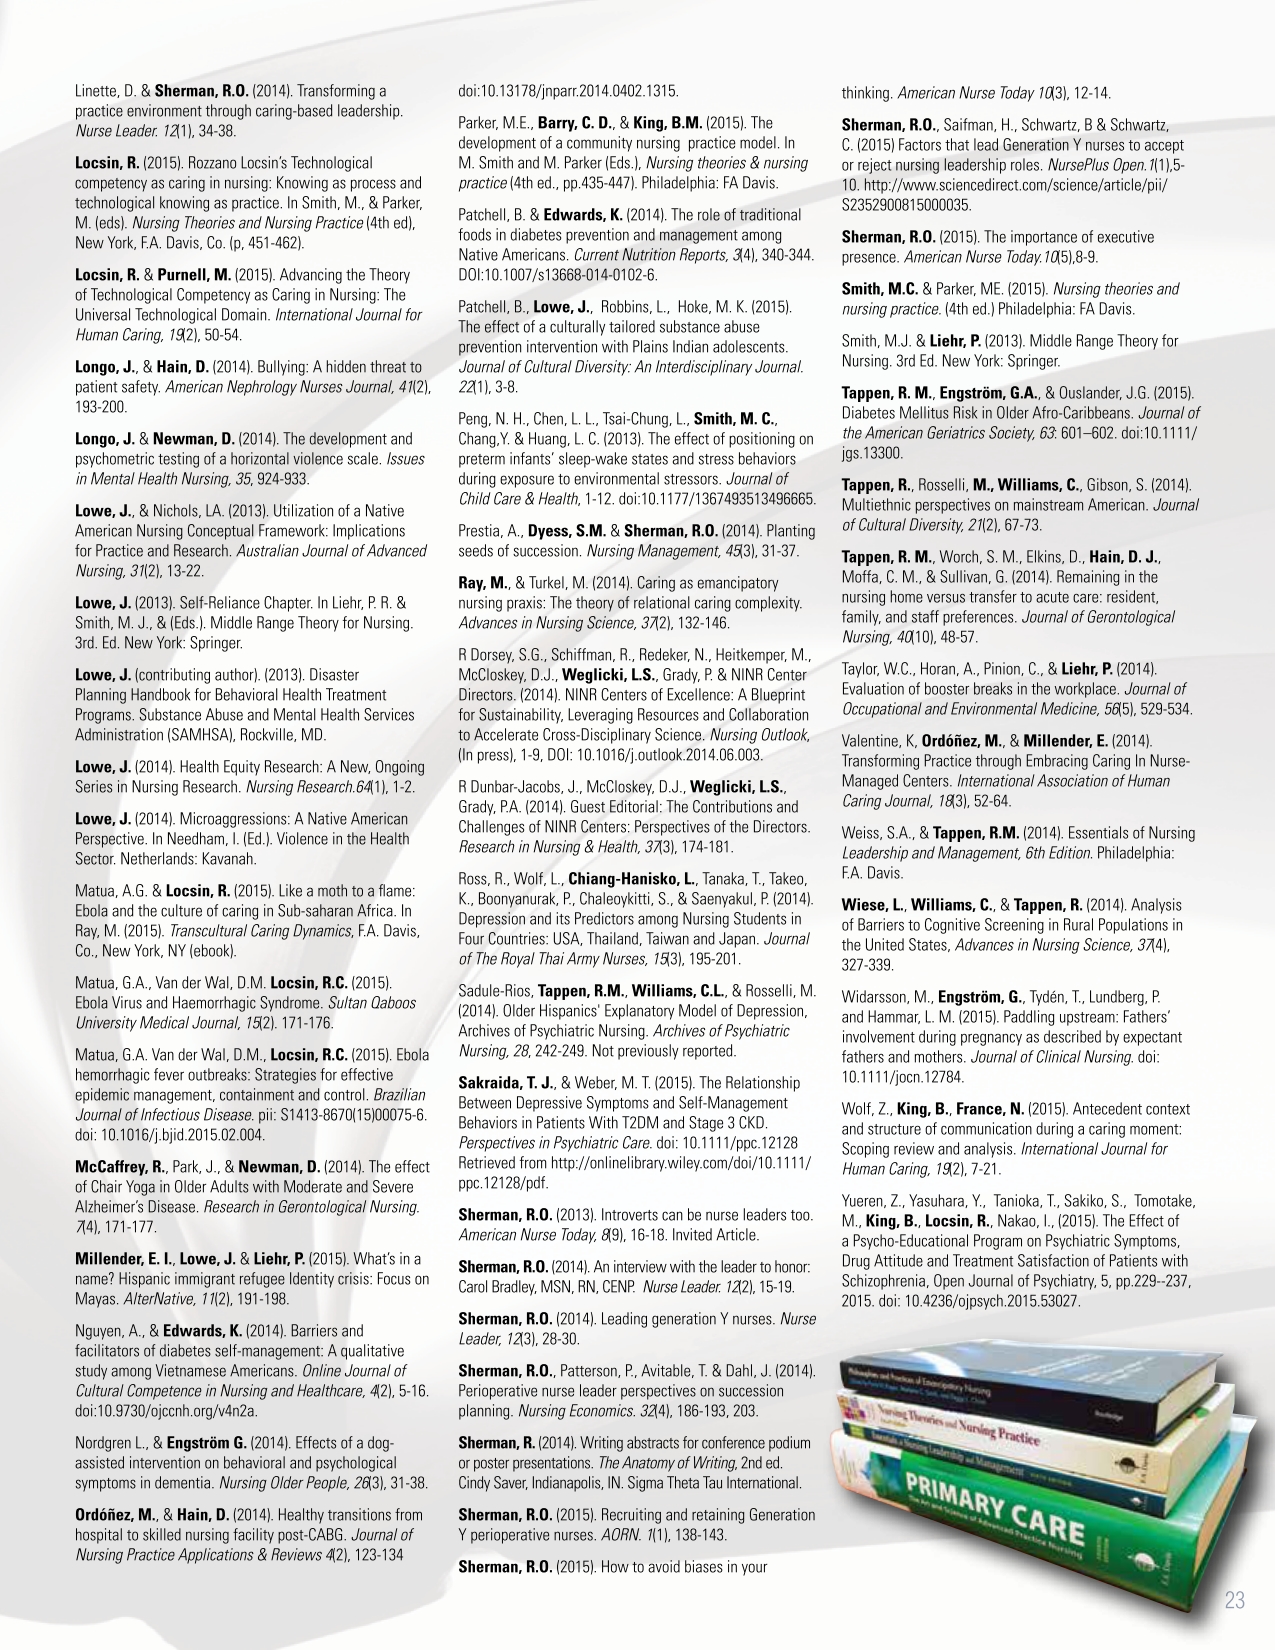 Linette, D. & Sherman, R.O. (2014). Transforming a
practice environment through caring-based leadership.
Nurse Leader. 12(1), 34-38.
Locsin, R. (2015). Rozzano Locsin's Technological
competency as caring in nursing: Knowing as process and
technological knowing as practice. In Smith, M., & Parker,
M. (eds). Nursing Theories and Nursing Practice (4th ed),
New York, F.A. Davis, Co. (p, 451-462).
Locsin, R. & Purnell, M. (2015). Advancing the Theory
of Technological Competency as Caring in Nursing: The
Universal Technological Domain. International Journal for
Human Caring, 19(2), 50-54.
Longo, J., & Hain, D. (2014). Bullying: A hidden threat to
patient safety. American Nephrology Nurses Journal, 41(2),
193-200.
Longo, J. & Newman, D. (2014). The development and
psychometric testing of a horizontal violence scale. Issues
in Mental Health Nursing, 35, 924-933.
Lowe, J., & Nichols, LA. (2013). Utilization of a Native
American Nursing Conceptual Framework: Implications
for Practice and Research. Australian Journal of Advanced
Nursing, 31(2), 13-22.
Lowe, J. (2013). Self-Reliance Chapter. In Liehr, P. R. &
Smith, M. J., & (Eds.). Middle Range Theory for Nursing.
3rd. Ed. New York: Springer.
Lowe, J. (contributing author). (2013). Disaster
Planning Handbook for Behavioral Health Treatment
Programs. Substance Abuse and Mental Health Services
Administration (SAMHSA), Rockville, MD.
Lowe, J. (2014). Health Equity Research: A New, Ongoing
Series in Nursing Research. Nursing Research.64(1), 1-2.
Lowe, J. (2014). Microaggressions: A Native American
Perspective. In Needham, I. (Ed.). Violence in the Health
Sector. Netherlands: Kavanah.
Matua, A.G. & Locsin, R. (2015). Like a moth to a flame:
Ebola and the culture of caring in Sub-saharan Africa. In
Ray, M. (2015). Transcultural Caring Dynamics, F.A. Davis,
Co., New York, NY (ebook).
Matua, G.A., Van der Wal, D.M. Locsin, R.C. (2015).
Ebola Virus and Haemorrhagic Syndrome. Sultan Qaboos
University Medical Journal, 15(2). 171-176.
Matua, G.A. Van der Wal, D.M., Locsin, R.C. (2015). Ebola
hemorrhagic fever outbreaks: Strategies for effective
epidemic management, containment and control. Brazilian
Journal of Infectious Disease. pii: S1413-8670(15)00075-6.
doi: 10.1016/j.bjid.2015.02.004.
McCaffrey, R., Park, J., & Newman, D. (2014). The effect
of Chair Yoga in Older Adults with Moderate and Severe
Alzheimer's Disease. Research in Gerontological Nursing.
7(4), 171-177.
Millender, E. I., Lowe, J. & Liehr, P. (2015). What's in a
name? Hispanic immigrant refugee Identity crisis: Focus on
Mayas. AlterNative, 11(2), 191-198.
Nguyen, A., & Edwards, K. (2014). Barriers and
facilitators of diabetes self-management: A qualitative
study among Vietnamese Americans. Online Journal of
Cultural Competence in Nursing and Healthcare, 4(2), 5-16.
doi:10.9730/ojccnh.org/v4n2a.
Nordgren L., & Engström G. (2014). Effects of a dog-
assisted intervention on behavioral and psychological
symptoms in dementia. Nursing Older People, 26(3), 31-38.
Ordóñez, M., & Hain, D. (2014). Healthy transitions from
hospital to skilled nursing facility post-CABG. Journal of
Nursing Practice Applications & Reviews 4(2), 123-134
doi:10.13178/jnparr.2014.0402.1315.
Parker, M.E., Barry, C. D., & King, B.M. (2015). The
development of a community nursing practice model. In
M. Smith and M. Parker (Eds.), Nursing theories & nursing
practice (4th ed., pp.435-447). Philadelphia: FA Davis.
Patchell, B. & Edwards, K. (2014). The role of traditional
foods in diabetes prevention and management among
Native Americans. Current Nutrition Reports, 3(4), 340-344.
DOI:10.1007/s13668-014-0102-6.
Patchell, B., Lowe, J., Robbins, L., Hoke, M. K. (2015).
The effect of a culturally tailored substance abuse
prevention intervention with Plains Indian adolescents.
Journal of Cultural Diversity: An Interdisciplinary Journal.
22(1), 3-8.
Peng, N. H., Chen, L. L., Tsai-Chung, L., Smith, M. C.,
Chang,Y. & Huang, L. C. (2013). The effect of positioning on
preterm infants' sleep-wake states and stress behaviors
during exposure to environmental stressors. Journal of
Child Care & Health, 1-12. doi:10.1177/1367493513496665.
Prestia, A., Dyess, S.M. & Sherman, R.O. (2014). Planting
seeds of succession. Nursing Management, 45(3), 31-37.
Ray, M., & Turkel, M. (2014). Caring as emancipatory
nursing praxis: The theory of relational caring complexity.
Advances in Nursing Science, 37(2), 132-146.
R Dorsey, S.G., Schiffman, R., Redeker, N., Heitkemper, M.,
McCloskey, D.J., Weglicki, L.S., Grady, P. & NINR Center
Directors. (2014). NINR Centers of Excellence: A Blueprint
for Sustainability, Leveraging Resources and Collaboration
to Accelerate Cross-Disciplinary Science. Nursing Outlook,
(In press), 1-9, DOI: 10.1016/j.outlook.2014.06.003.
R Dunbar-Jacobs, J., McCloskey, D.J., Weglicki, L.S.,
Grady, P.A. (2014). Guest Editorial: The Contributions and
Challenges of NINR Centers: Perspectives of the Directors.
Research in Nursing & Health, 37(3), 174-181.
Ross, R., Wolf, L., Chiang-Hanisko, L., Tanaka, T., Takeo,
K., Boonyanurak, P., Chaleoykitti, S., & Saenyakul, P. (2014).
Depression and its Predictors among Nursing Students in
Four Countries: USA, Thailand, Taiwan and Japan. Journal
of The Royal Thai Army Nurses, 15(3), 195-201.
Sadule-Rios, Tappen, R.M., Williams, C.L., & Rosselli, M.
(2014). Older Hispanics' Explanatory Model of Depression,
Archives of Psychiatric Nursing. Archives of Psychiatric
Nursing, 28, 242-249. Not previously reported.
Sakraida, T. J., & Weber, M. T. (2015). The Relationship
Between Depressive Symptoms and Self-Management
Behaviors in Patients With T2DM and Stage 3 CKD.
Perspectives in Psychiatric Care. doi: 10.1111/ppc.12128
Retrieved from http://onlinelibrary.wiley.com/doi/10.1111/
ppc.12128/pdf.
Sherman, R.O. (2013). Introverts can be nurse leaders too.
American Nurse Today, 8(9), 16-18. Invited Article.
Sherman, R.O. (2014). An interview with the leader to honor:
Carol Bradley, MSN, RN, CENP. Nurse Leader. 12(2), 15-19.
Sherman, R.O. (2014). Leading generation Y nurses. Nurse
Leader, 12(3), 28-30.
Sherman, R.O., Patterson, P., Avitable, T. & Dahl, J. (2014).
Perioperative nurse leader perspectives on succession
planning. Nursing Economics. 32(4), 186-193, 203.
Sherman, R. (2014). Writing abstracts for conference podium
or poster presentations. The Anatomy of Writing, 2nd ed.
Cindy Saver, Indianapolis, IN. Sigma Theta Tau International.
Sherman, R.O. (2015). Recruiting and retaining Generation
Y perioperative nurses. AORN. 1(1), 138-143.
Sherman, R.O. (2015). How to avoid biases in your
thinking. American Nurse Today 10(3), 12-14.
Sherman, R.O., Saifman, H., Schwartz, B & Schwartz,
C. (2015) Factors that lead Generation Y nurses to accept
or reject nursing leadership roles. NursePlus Open.1(1),5-
10. http://www.sciencedirect.com/science/article/pii/
S2352900815000035.
Sherman, R.O. (2015). The importance of executive
presence. American Nurse Today.10(5),8-9.
Smith, M.C. & Parker, ME. (2015). Nursing theories and
nursing practice. (4th ed.) Philadelphia: FA Davis.
Smith, M.J. & Liehr, P. (2013). Middle Range Theory for
Nursing. 3rd Ed. New York: Springer.
Tappen, R. M., Engström, G.A., & Ouslander, J.G. (2015).
Diabetes Mellitus Risk in Older Afro-Caribbeans. Journal of
the American Geriatrics Society, 63: 601–602. doi:10.1111/
jgs.13300.
Tappen, R., Rosselli, M., Williams, C., Gibson, S. (2014).
Multiethnic perspectives on mainstream American. Journal
of Cultural Diversity, 21(2), 67-73.
Tappen, R. M., Worch, S. M., Elkins, D., Hain, D. J.,
Moffa, C. M., & Sullivan, G. (2014). Remaining in the
nursing home versus transfer to acute care: resident,
family, and staff preferences. Journal of Gerontological
Nursing, 40(10), 48-57.
Taylor, W.C., Horan, A., Pinion, C., & Liehr, P. (2014).
Evaluation of booster breaks in the workplace. Journal of
Occupational and Environmental Medicine, 56(5), 529-534.
Valentine, K, Ordóñez, M., & Millender, E. (2014).
Transforming Practice through Embracing Caring In Nurse-
Managed Centers. International Association of Human
Caring Journal, 18(3), 52-64.
Weiss, S.A., & Tappen, R.M. (2014). Essentials of Nursing
Leadership and Management, 6th Edition. Philadelphia:
F.A. Davis.
Wiese, L., Williams, C., & Tappen, R. (2014). Analysis
of Barriers to Cognitive Screening in Rural Populations in
the United States, Advances in Nursing Science, 37(4),
327-339.
Widarsson, M., Engström, G., Tydén, T., Lundberg, P.
and Hammar, L. M. (2015). Paddling upstream: Fathers'
involvement during pregnancy as described by expectant
fathers and mothers. Journal of Clinical Nursing. doi:
10.1111/jocn.12784.
Wolf, Z., King, B., France, N. (2015). Antecedent context
and structure of communication during a caring moment:
Scoping review and analysis. International Journal for
Human Caring, 19(2), 7-21.
Yueren, Z., Yasuhara, Y., Tanioka, T., Sakiko, S., Tomotake,
M., King, B., Locsin, R., Nakao, I., (2015). The Effect of
a Psycho-Educational Program on Psychiatric Symptoms,
Drug Attitude and Treatment Satisfaction of Patients with
Schizophrenia, Open Journal of Psychiatry, 5, pp.229--237,
2015. doi: 10.4236/ojpsych.2015.53027.
Philosophies and Practices of Emancipatory Nursing
Nursing Theories and Nursing Practice
Essentials of Nursing Leadership and Management
PRIMARY CARE
The Art and Science of Advanced Practice Nursing
23